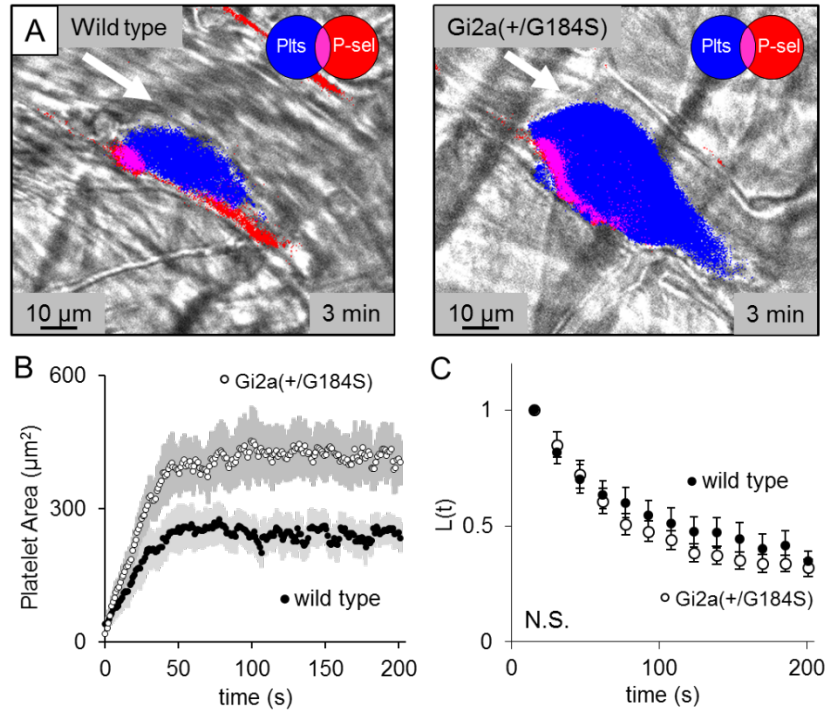 A
Wild type
Plts
P-sel
10 µm
3 min
Gi2a(+/G184S)
Plts
P-sel
10 µm
3 min
B
600
300
0
Platelet Area (µm²)
Gi2a(+/G184S)
wild type
0
50
100
150
200
time (s)
C
1
0.5
0
L(t)
wild type
Gi2a(+/G184S)
N.S.
0
100
200
time (s)